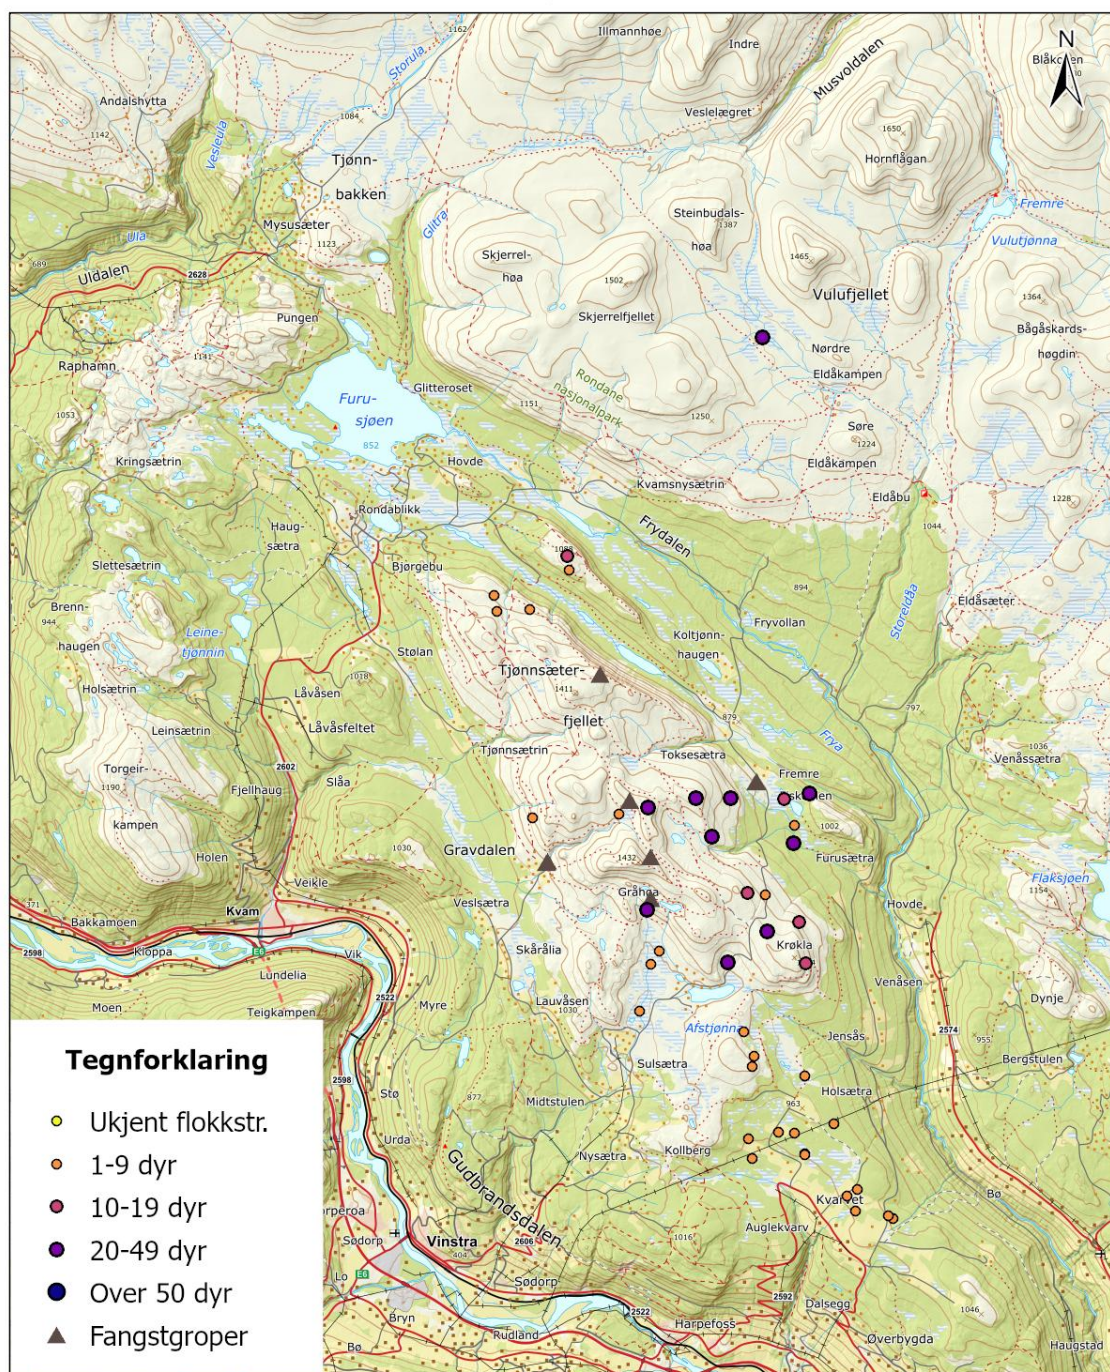 1162
Illmannhøe
Indre
N
Storula
Musvoldalen
Andalshytta
1084
Veslelægret
1142
Vesleula
1650
Tjønn-
bakken
Hornflågan
Steinbudals-
1387
høa
Fremre
Mysusæter
Glitra
Ula
1123
Vulutjønna
Skjerrel-
høa
1465
689
Uldalen
2628
1502
Vulufjellet
1364
Pungen
Skjerrelfjellet
Bågåskards-
høgdin
1141
Nørdre
Eldåkampen
Raphamn
Glitteroset
Rondane
nasjonalpark
Furu-
sjøen
1151
1250
1053
852
Søre
1224
Kringsætrin
Hovde
Eldåkampen
Kvamsnysætrin
Eldåbu
1228
Rondablikk
Haug-
sætra
Frydalen
1044
Slettesætrin
Bjørgebu
894
Brenn-
944
haugen
Leine-
tjønnin
Eldåsæter
Fryvollan
Storeldåa
Koltjønn-
haugen
Stølan
Holsætrin
1018
Tjønnsæter-
Låvåsen
1411
Leinsætrin
Låvåsfeltet
fjellet
879
797
Frya
Tjønnsætrin
Toksesætra
1036
Venåssætra
Torgeir-
1190
kampen
2602
Slåa
Fjellhaug
Fremre
1002
Gravdalen
1030
1432
Furusætra
Holen
Flaksjøen
1154
Veikle
Gråhøa
371
Kvam
Veslsætra
Hovde
Bakkamoen
2598
Kloppa
E6
Vik
Skårålia
Krøkla
Lundelia
2522
Venåsen
Moen
Teigkampen
Myre
Lauvåsen
1030
Dynje
Afstjønna
Jensås
2574
955
Bergstulen
Tegnforklaring
2598
Stø
877
Sulsætra
Holsætra
Midtstulen
963
Ukjent flokkstr.
1-9 dyr
10-19 dyr
20-49 dyr
Over 50 dyr
Fangstgroper
Urda
Nysætra
Kollberg
Gudbrandsdalen
Kvarvet
Bø
Sødorp
Vinstra
404
2606
1016
Auglekvarv
E6
Lo
Sødorp
2592
Bryn
2522
Dalsegg
1046
Rudland
Harpefoss
Bø
Øverbygda
Haugstad